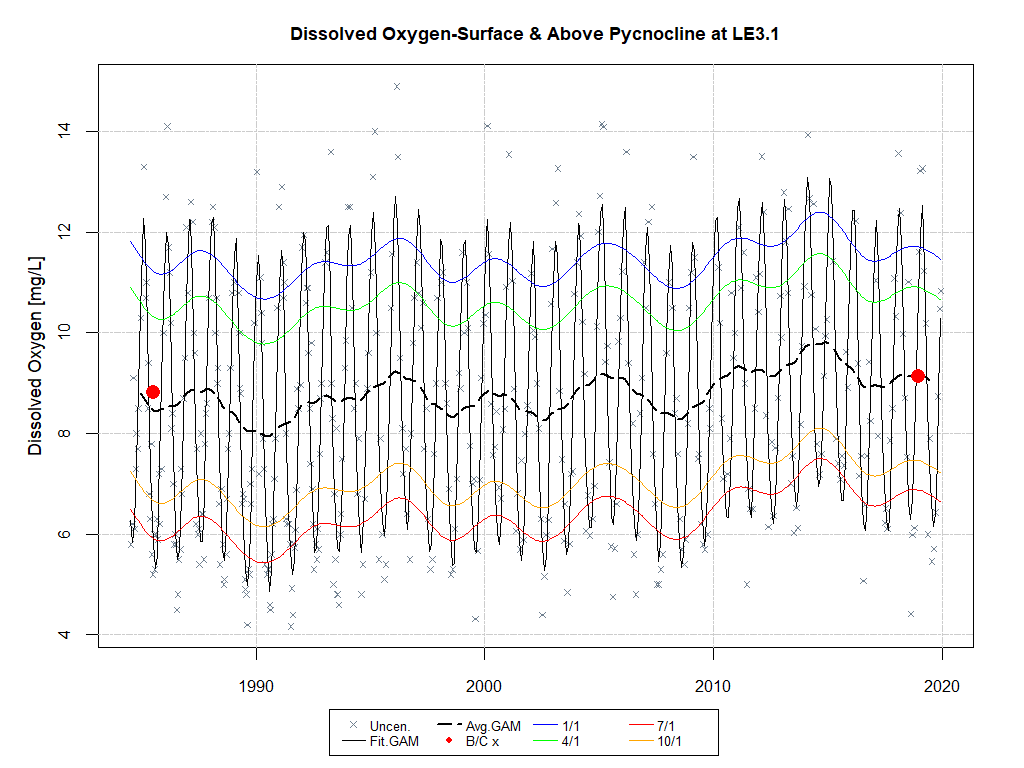 Dissolved Oxygen-Surface & Above Pycnocline at LE3.1
Dissolved Oxygen [mg/L]
14
12
10
8
6
4
1990 2000 2010 2020
Uncen. Avg.GAM 1/1 7/1
Fit.GAM B/C x 4/1 10/1